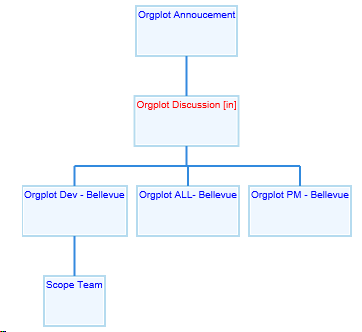 Orgplot Annoucement
Orgplot Discussion [in]
Orgplot Dev - Bellevue
Orgplot ALL- Bellevue
Orgplot PM - Bellevue
Scope Team